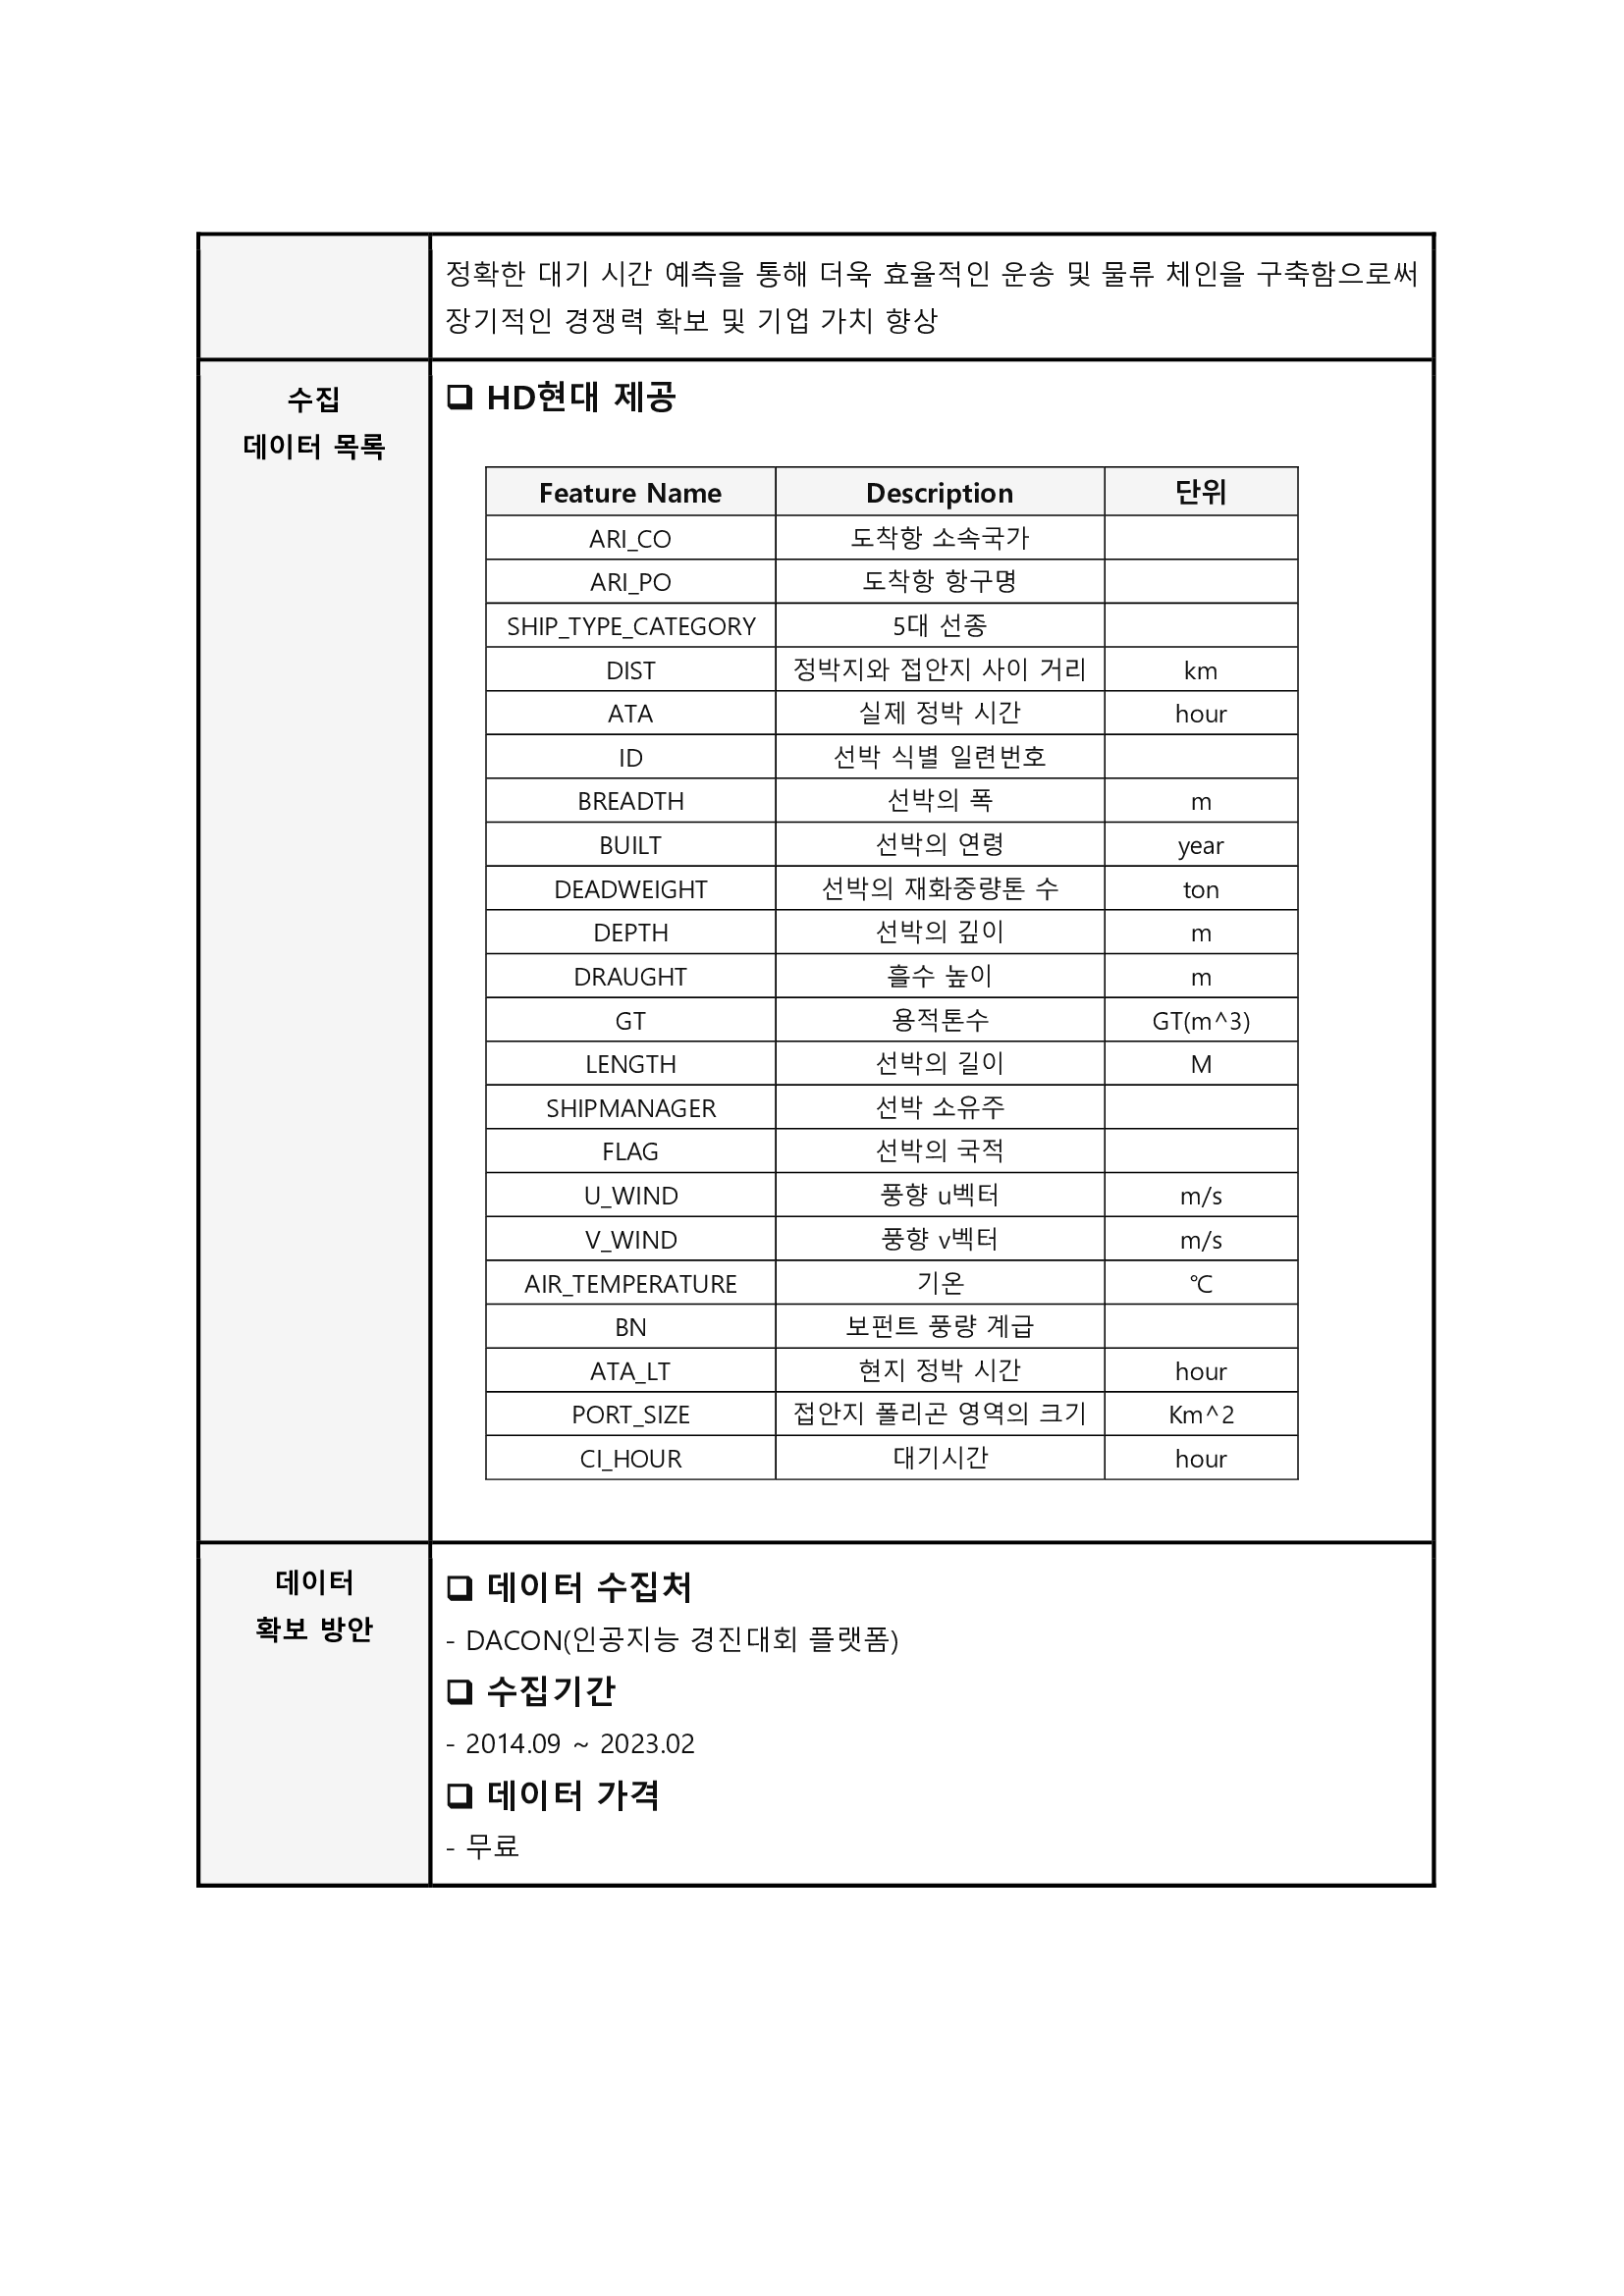 정확한 대기 시간 예측을 통해 더욱 효율적인 운송 및 물류 체인을 구축함으로써
장기적인 경쟁력 확보 및 기업 가치 향상
수집
데이터 목록
❑ HD현대 제공
Feature Name Description 단위
ARI_CO 도착항 소속국가
ARI_PO 도착항 항구명
SHIP_TYPE_CATEGORY 5대 선종
DIST 정박지와 접안지 사이 거리 km
ATA 실제 정박 시간 hour
ID 선박 식별 일련번호
BREADTH 선박의 폭 m
BUILT 선박의 연령 year
DEADWEIGHT 선박의 재화중량톤 수 ton
DEPTH 선박의 깊이 m
DRAUGHT 흘수 높이 m
GT 용적톤수 GT(m^3)
LENGTH 선박의 길이 M
SHIPMANAGER 선박 소유주
FLAG 선박의 국적
U_WIND 풍향 u벡터 m/s
V_WIND 풍향 v벡터 m/s
AIR_TEMPERATURE 기온 ℃
BN 보펀트 풍량 계급
ATA_LT 현지 정박 시간 hour
PORT_SIZE 접안지 폴리곤 영역의 크기 Km^2
CI_HOUR 대기시간 hour
데이터
확보 방안
❑ 데이터 수집처
- DACON(인공지능 경진대회 플랫폼)
❑ 수집기간
- 2014.09 ~ 2023.02
❑ 데이터 가격
- 무료